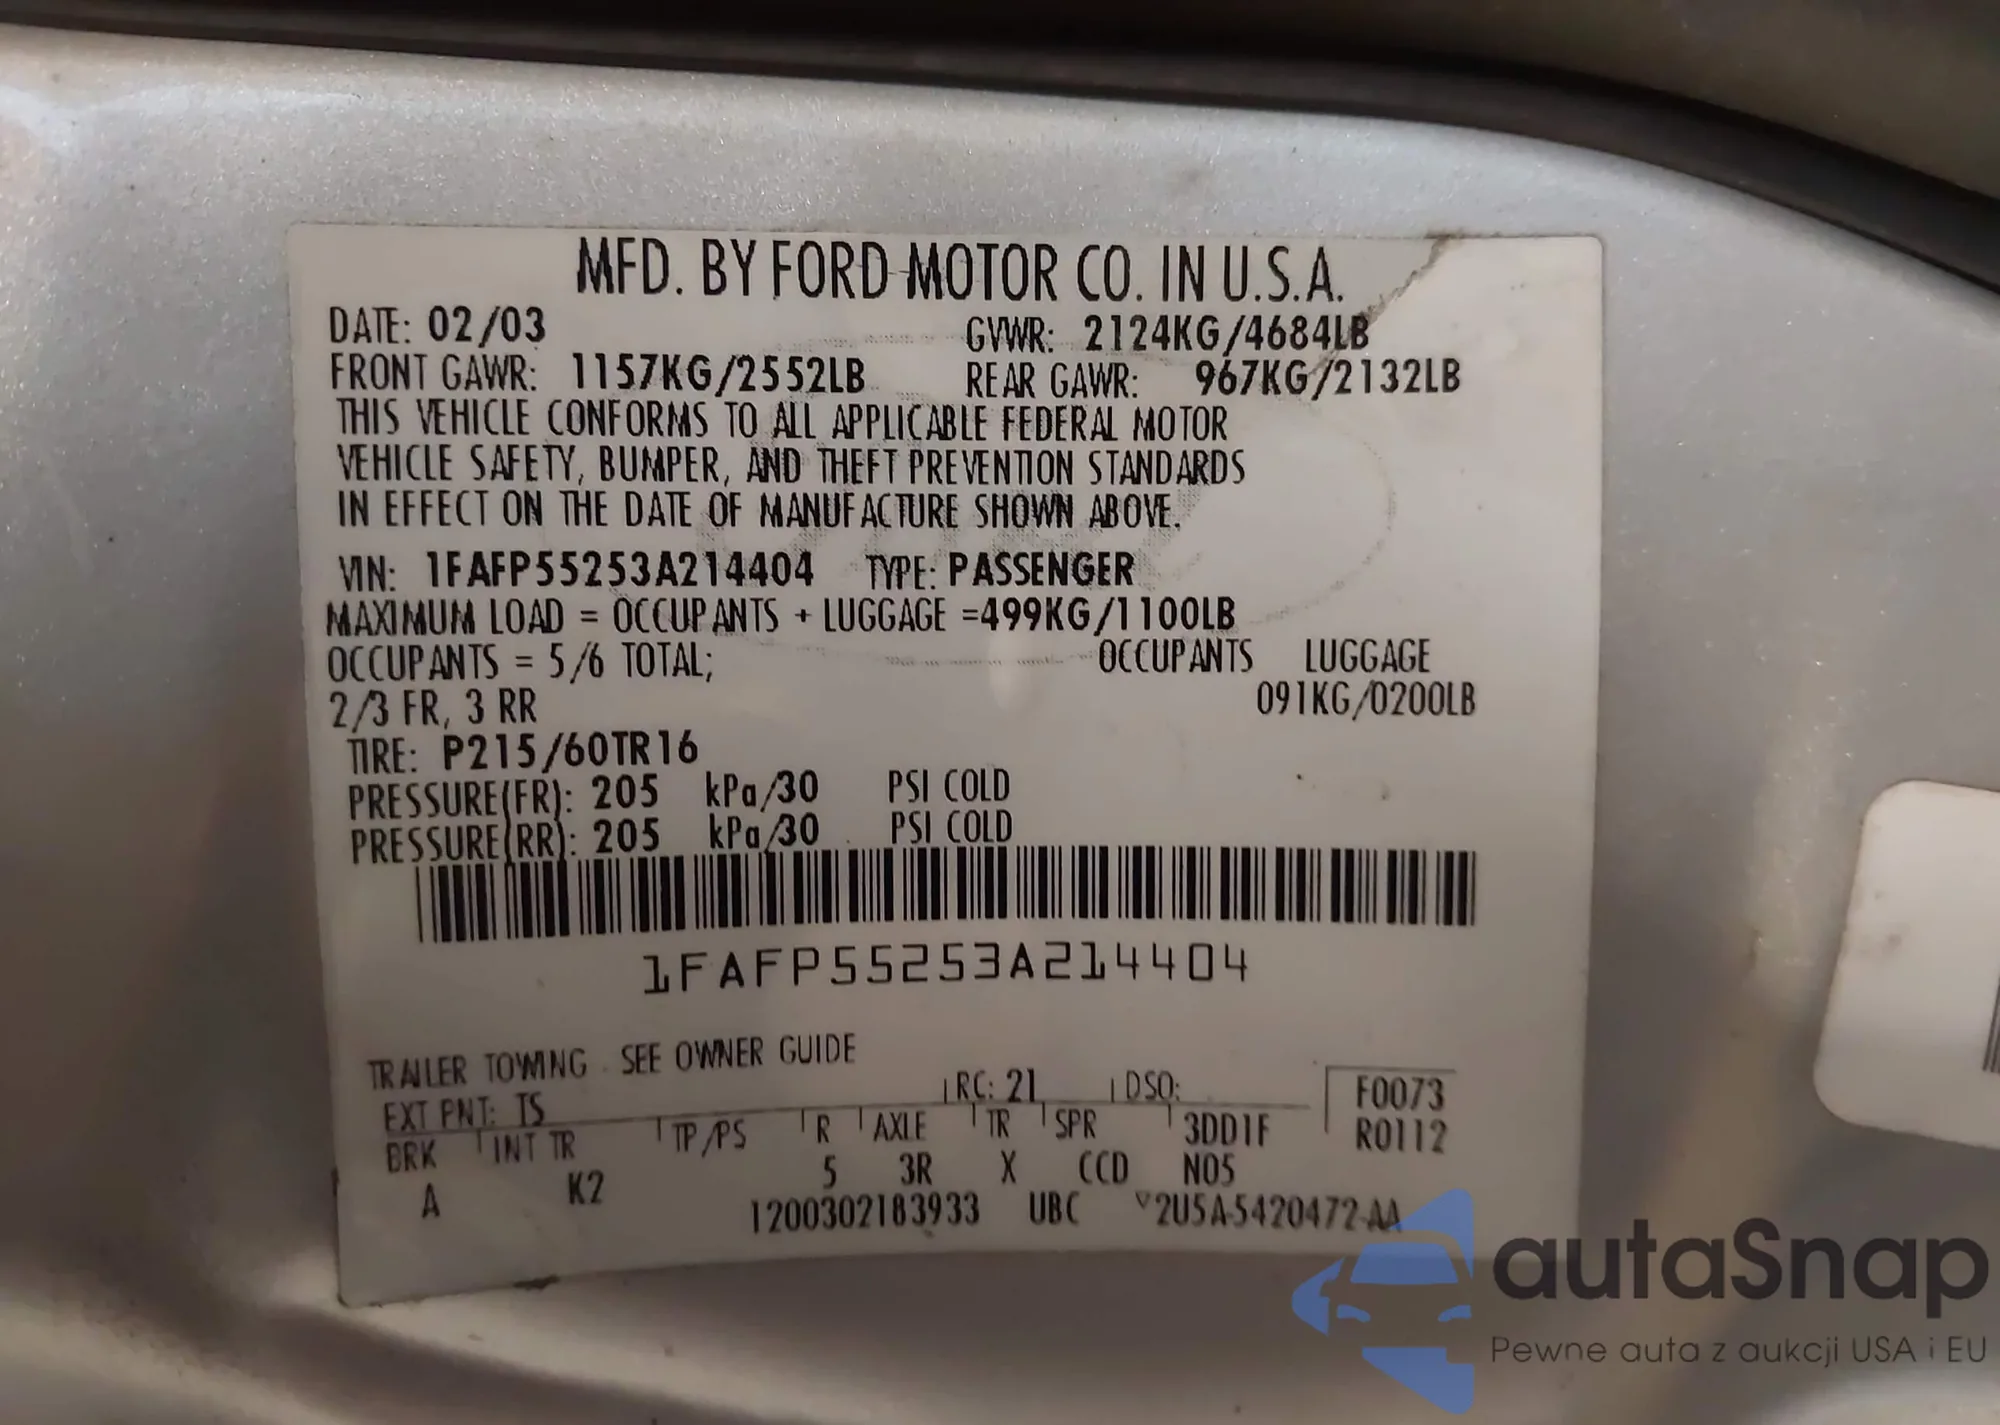 MFD. BY FORD MOTOR CO. IN U.S.A.
DATE: 02/03 GVWR: 2124KG/4684LB
FRONT GAWR: 1157KG/2552LB REAR GAWR: 967KG/2132LB
THIS VEHICLE CONFORMS TO ALL APPLICABLE FEDERAL MOTOR
VEHICLE SAFETY, BUMPER, AND THEFT PREVENTION STANDARDS
IN EFFECT ON THE DATE OF MANUFACTURE SHOWN ABOVE.
VIN: 1FAFP55253A214404 TYPE: PASSENGER
MAXIMUM LOAD = OCCUPANTS + LUGGAGE =499KG/1100LB
OCCUPANTS = 5/6 TOTAL; OCCUPANTS LUGGAGE
2/3 FR, 3 RR 091KG/0200LB
TIRE: P215/60TR16
PRESSURE(FR): 205 kPa/30 PSI COLD
PRESSURE(RR): 205 kPa/30 PSI COLD
1FAFP55253A214404
TRAILER TOWING - SEE OWNER GUIDE
EXT PNT: TS RC: 21 DSO: F0073
BRK INT TR TP/PS R AXLE TR SPR 3DD1F R0112
A K2 5 3R X CCD N05
1200302183933 UBC V2U5A-5420472-AA
autaSnap
Pewne auta z aukcji USA i EU